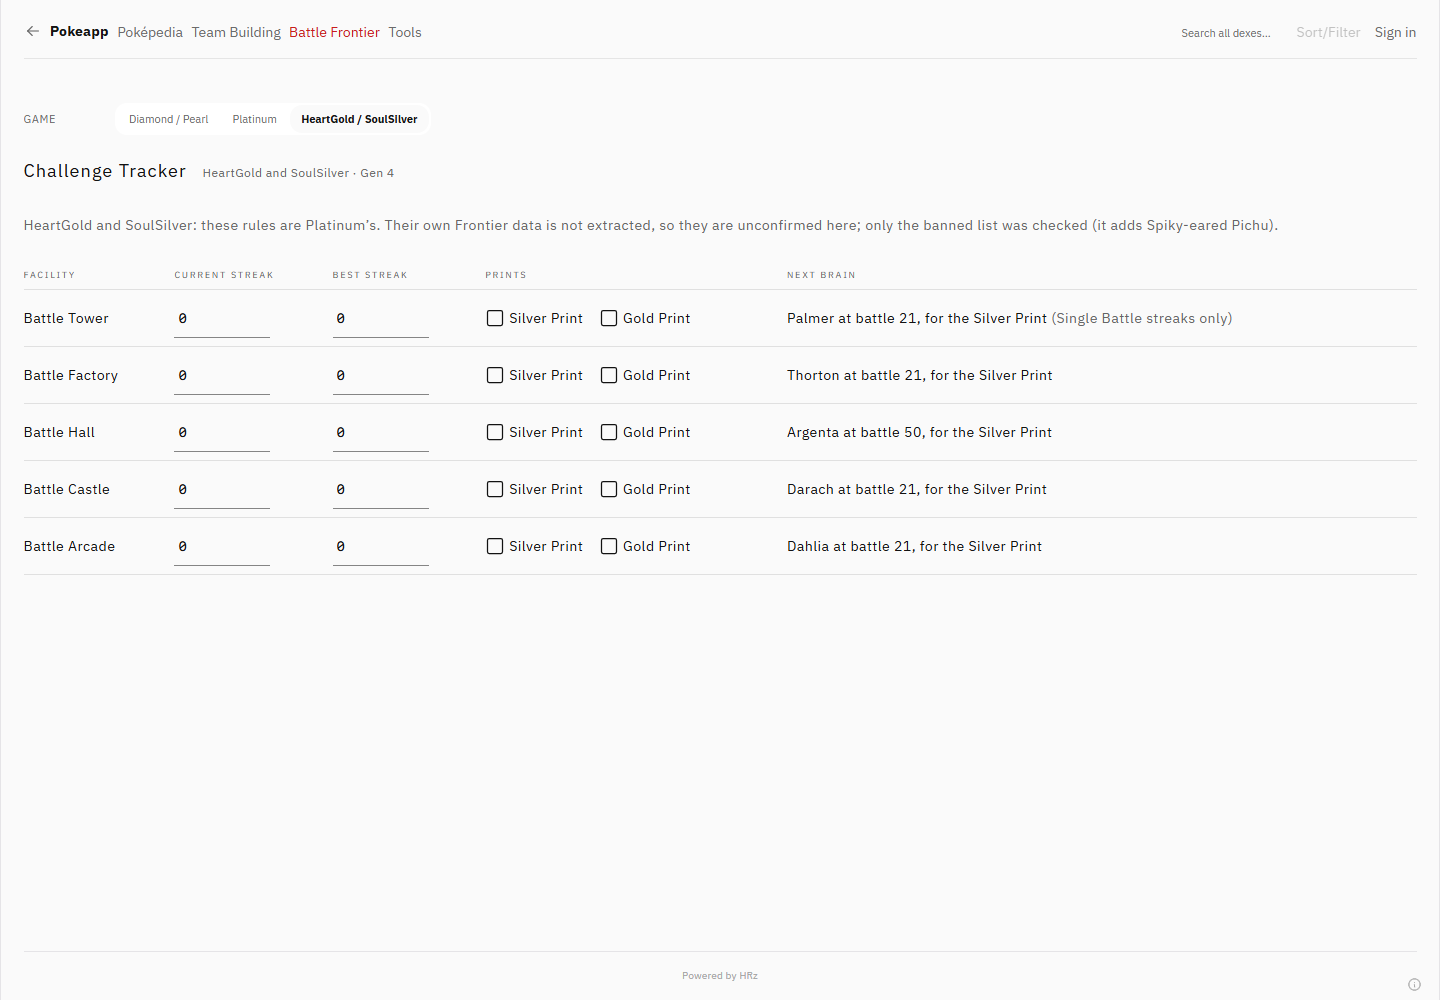 Pokeapp Poképedia Team Building Battle Frontier Tools Search all dexes... Sort/Filter Sign in
GAME Diamond / Pearl Platinum HeartGold / SoulSilver
Challenge Tracker HeartGold and SoulSilver · Gen 4
HeartGold and SoulSilver: these rules are Platinum’s. Their own Frontier data is not extracted, so they are unconfirmed here; only the banned list was checked (it adds Spiky-eared Pichu).
FACILITY CURRENT STREAK BEST STREAK PRINTS NEXT BRAIN
Battle Tower 0 0 Silver Print Gold Print Palmer at battle 21, for the Silver Print (Single Battle streaks only)
Battle Factory 0 0 Silver Print Gold Print Thorton at battle 21, for the Silver Print
Battle Hall 0 0 Silver Print Gold Print Argenta at battle 50, for the Silver Print
Battle Castle 0 0 Silver Print Gold Print Darach at battle 21, for the Silver Print
Battle Arcade 0 0 Silver Print Gold Print Dahlia at battle 21, for the Silver Print
Powered by HRz